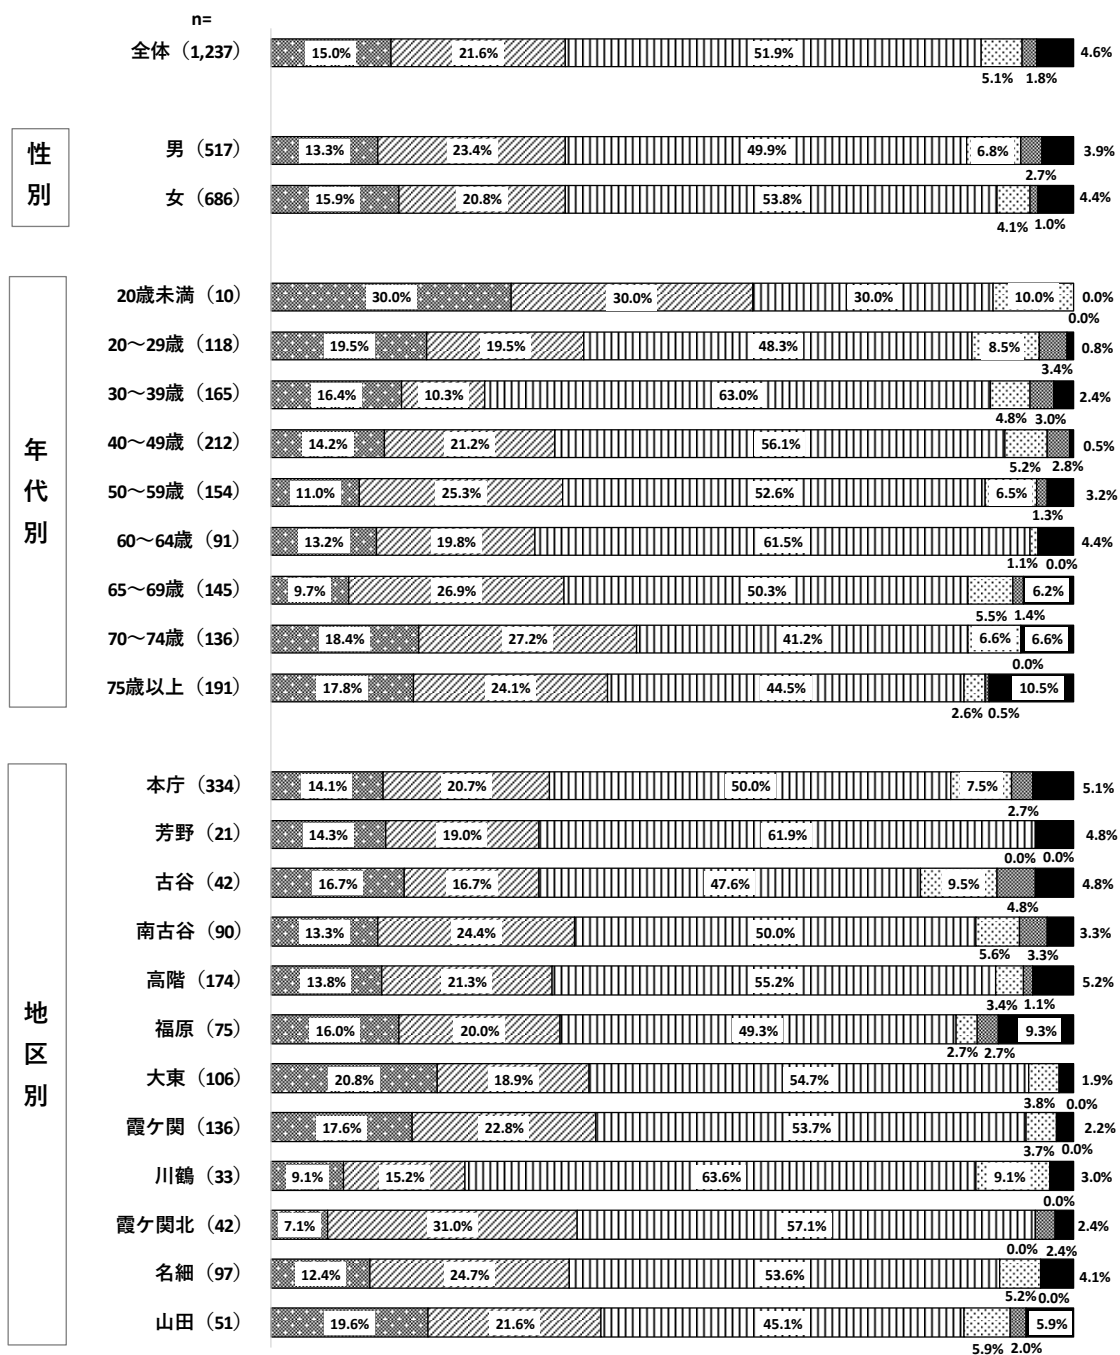 n=
全体（1,237） 15.0% 21.6% 51.9% 5.1% 1.8% 4.6%
性別
男（517） 13.3% 23.4% 49.9% 6.8% 2.7% 3.9%
女（686） 15.9% 20.8% 53.8% 4.1% 1.0% 4.4%
年代別
20歳未満（10） 30.0% 30.0% 30.0% 10.0% 0.0% 0.0%
20～29歳（118） 19.5% 19.5% 48.3% 8.5% 3.4% 0.8%
30～39歳（165） 16.4% 10.3% 63.0% 4.8% 3.0% 2.4%
40～49歳（212） 14.2% 21.2% 56.1% 5.2% 2.8% 0.5%
50～59歳（154） 11.0% 25.3% 52.6% 6.5% 1.3% 3.2%
60～64歳（91） 13.2% 19.8% 61.5% 1.1% 0.0% 4.4%
65～69歳（145） 9.7% 26.9% 50.3% 5.5% 1.4% 6.2%
70～74歳（136） 18.4% 27.2% 41.2% 6.6% 0.0% 6.6%
75歳以上（191） 17.8% 24.1% 44.5% 2.6% 0.5% 10.5%
地区別
本庁（334） 14.1% 20.7% 50.0% 7.5% 2.7% 5.1%
芳野（21） 14.3% 19.0% 61.9% 0.0% 0.0% 4.8%
古谷（42） 16.7% 16.7% 47.6% 9.5% 4.8% 4.8%
南古谷（90） 13.3% 24.4% 50.0% 5.6% 3.3% 3.3%
高階（174） 13.8% 21.3% 55.2% 3.4% 1.1% 5.2%
福原（75） 16.0% 20.0% 49.3% 2.7% 2.7% 9.3%
大東（106） 20.8% 18.9% 54.7% 3.8% 0.0% 1.9%
霞ケ関（136） 17.6% 22.8% 53.7% 3.7% 0.0% 2.2%
川鶴（33） 9.1% 15.2% 63.6% 9.1% 0.0% 3.0%
霞ケ関北（42） 7.1% 31.0% 57.1% 0.0% 2.4% 2.4%
名細（97） 12.4% 24.7% 53.6% 5.2% 0.0% 4.1%
山田（51） 19.6% 21.6% 45.1% 5.9% 2.0% 5.9%